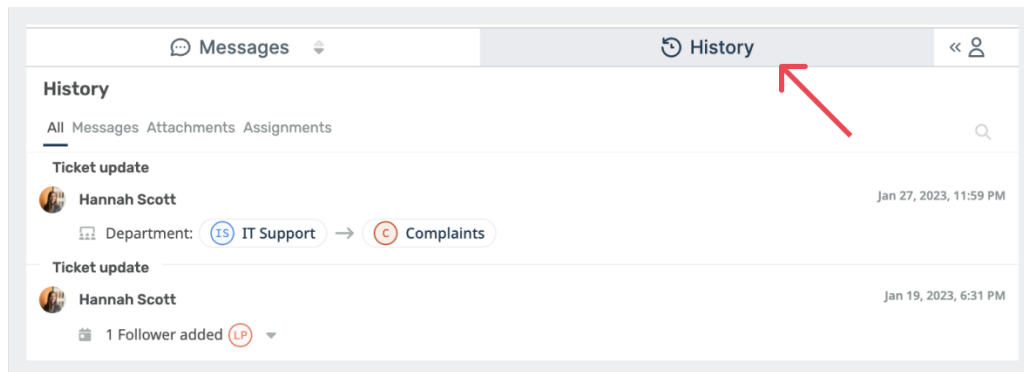 Messages History
History
All Messages Attachments Assignments
Ticket update
Hannah Scott Jan 27, 2023, 11:59 PM
Department: IS IT Support → C Complaints
Ticket update
Hannah Scott Jan 19, 2023, 6:31 PM
1 Follower added LP